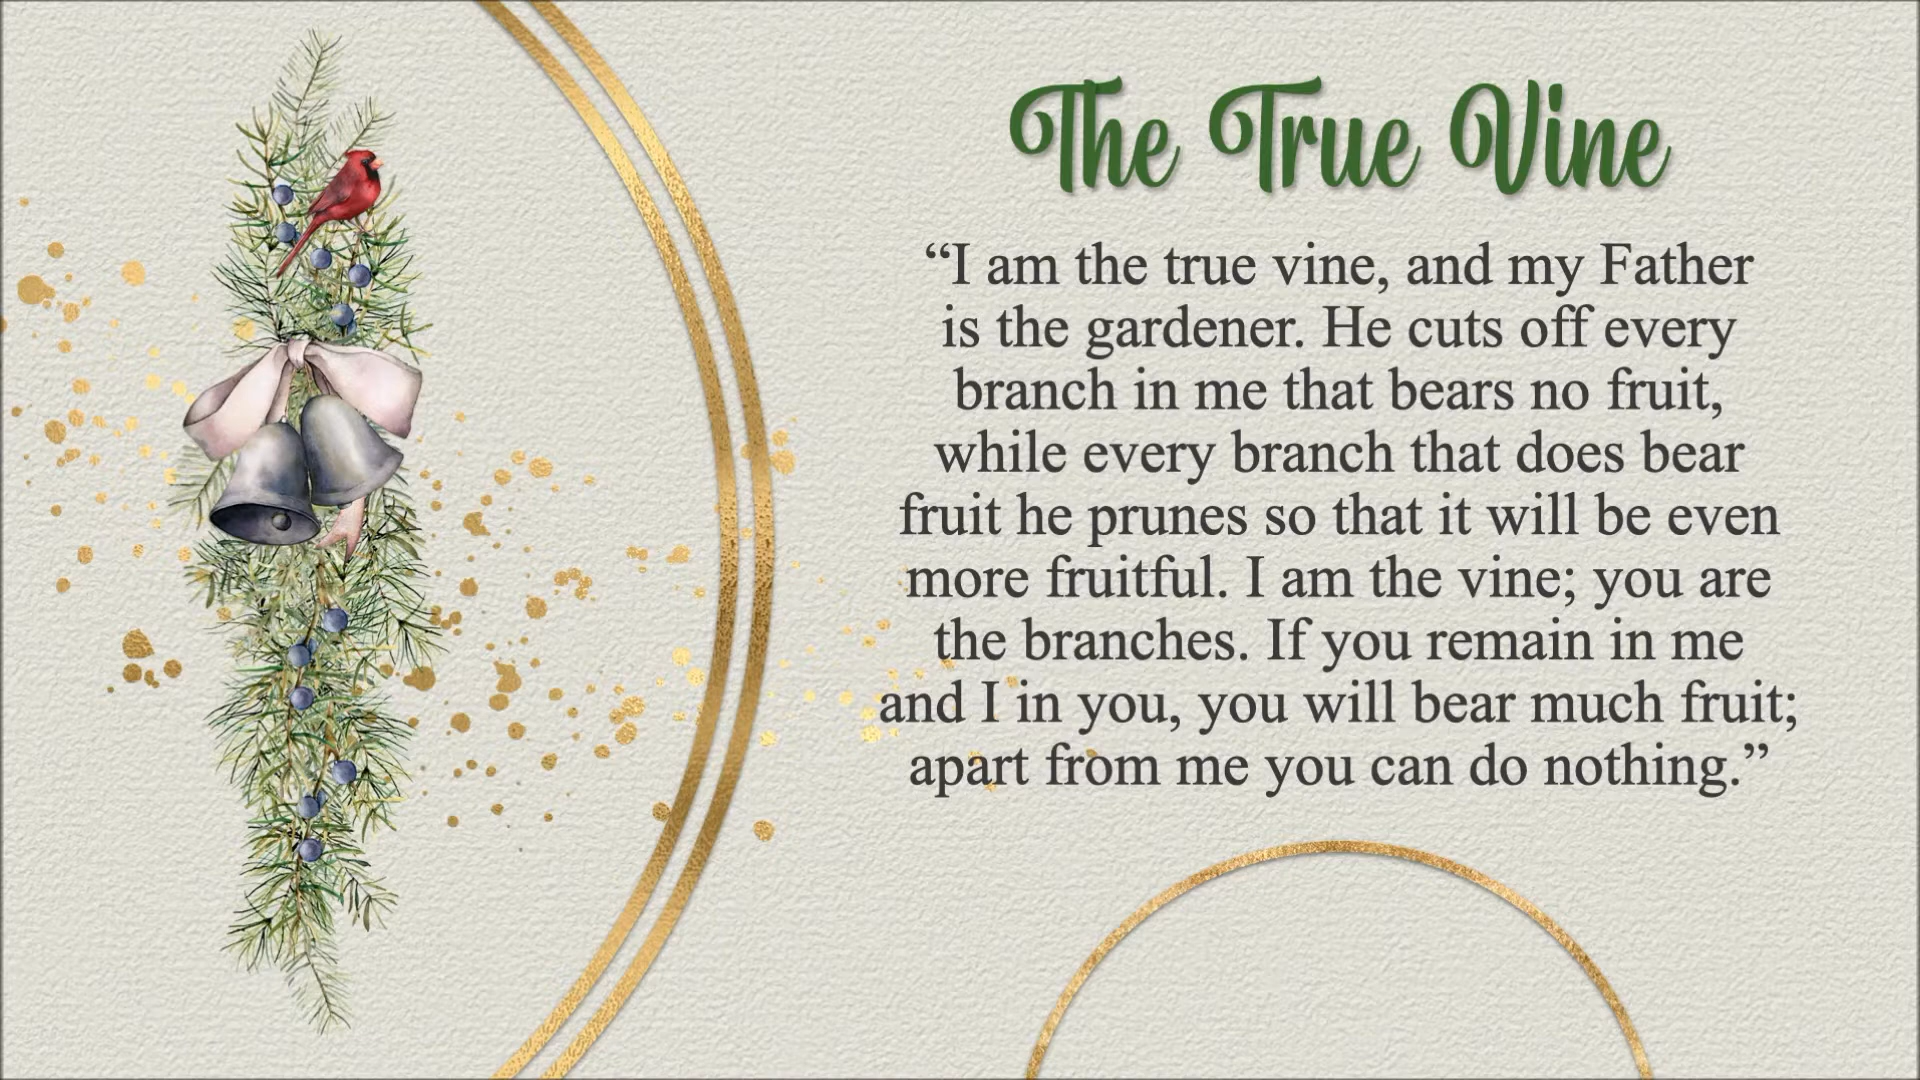 The True Vine
“I am the true vine, and my Father
is the gardener. He cuts off every
branch in me that bears no fruit,
while every branch that does bear
fruit he prunes so that it will be even
more fruitful. I am the vine; you are
the branches. If you remain in me
and I in you, you will bear much fruit;
apart from me you can do nothing.”